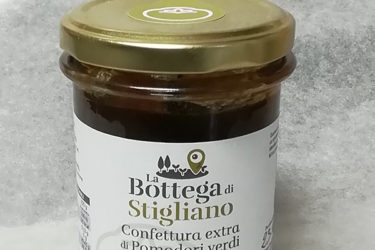 La
Bottega di
Stigliano
Confettura extra
di Pomodori verdi